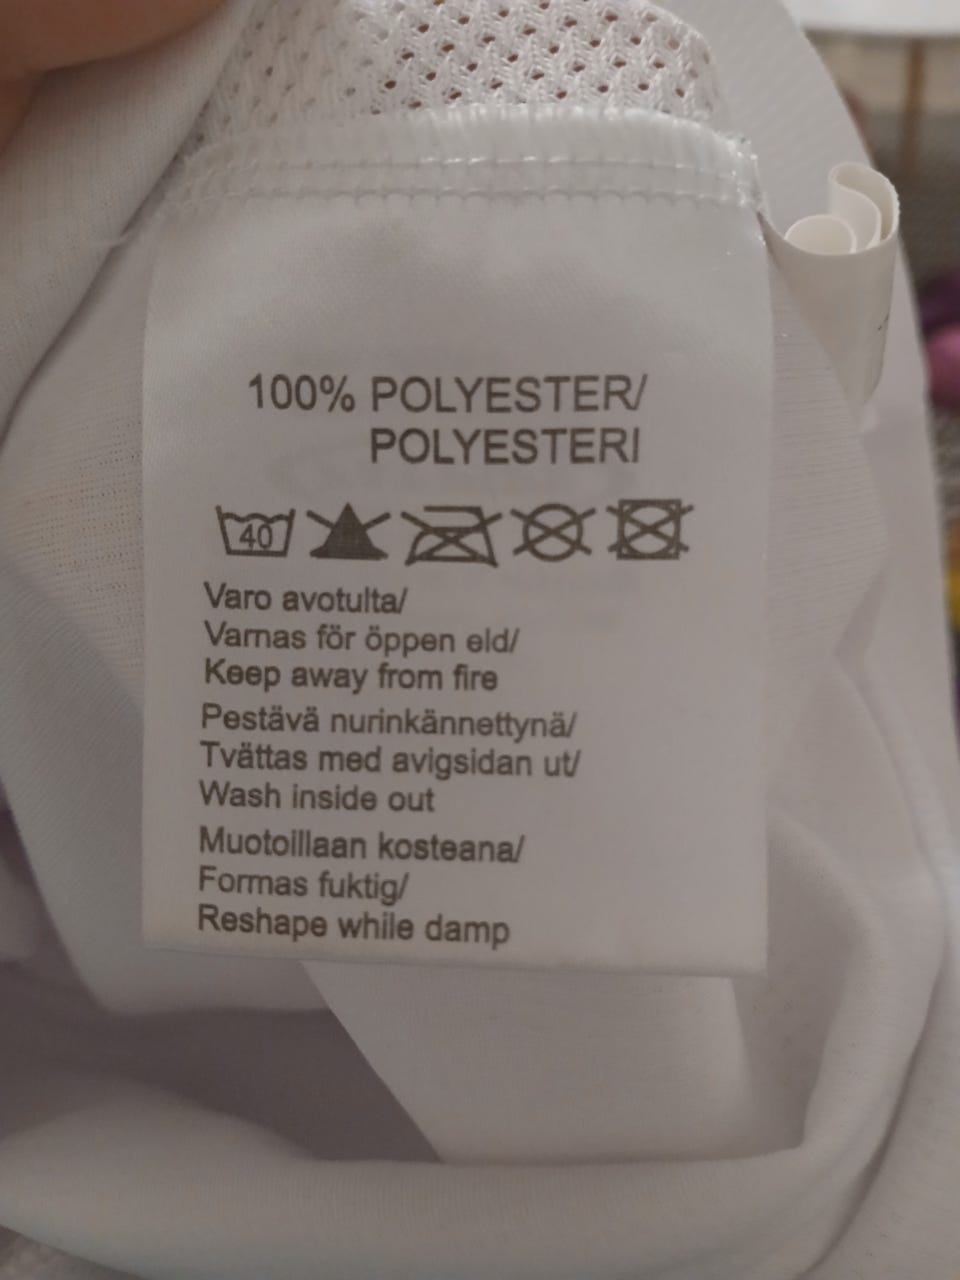 100% POLYESTER/
POLYESTERI
40
Varo avotulta/
Varnas för öppen eld/
Keep away from fire
Pestävä nurinkännettynä/
Tvättas med avigsidan ut/
Wash inside out
Muotoillaan kosteana/
Formas fuktig/
Reshape while damp